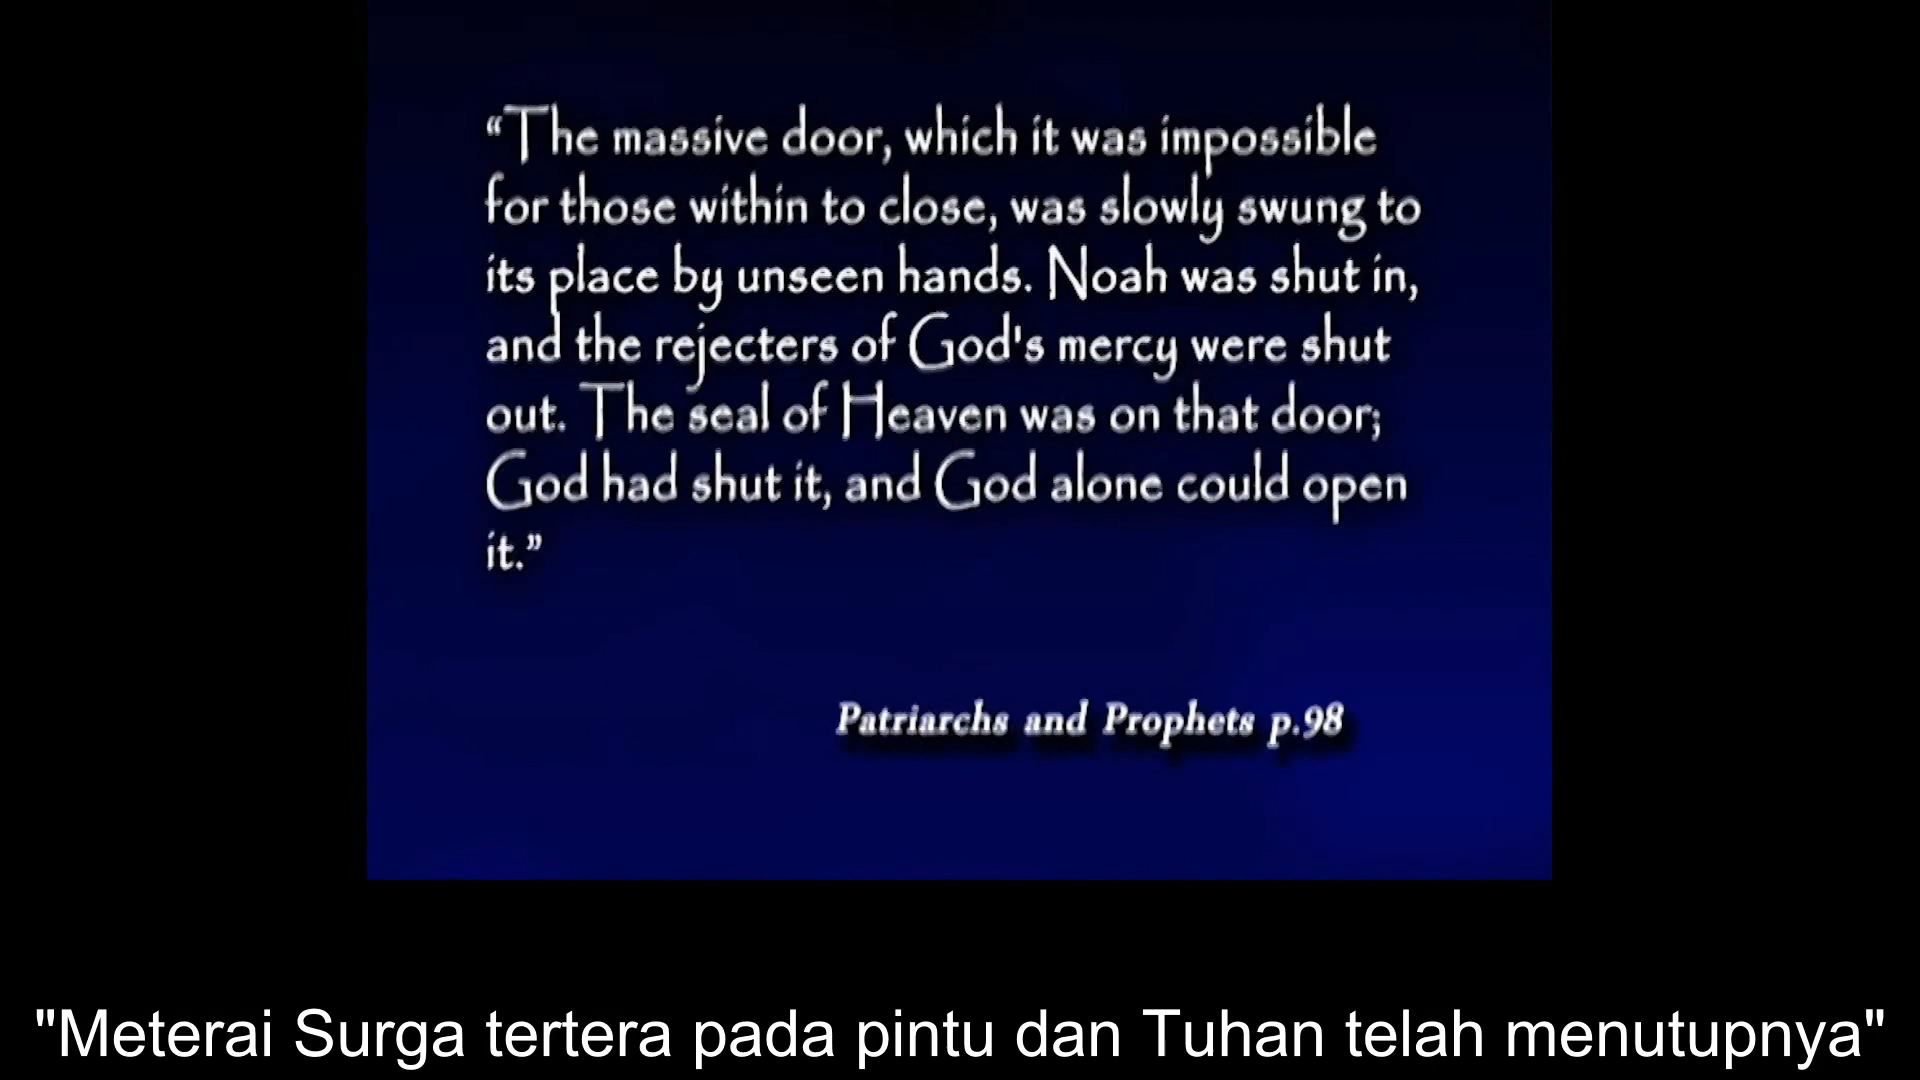 “The massive door, which it was impossible
for those within to close, was slowly swung to
its place by unseen hands. Noah was shut in,
and the rejecters of God's mercy were shut
out. The seal of Heaven was on that door;
God had shut it, and God alone could open
it.”
Patriarchs and Prophets p.98
"Meterai Surga tertera pada pintu dan Tuhan telah menutupnya"